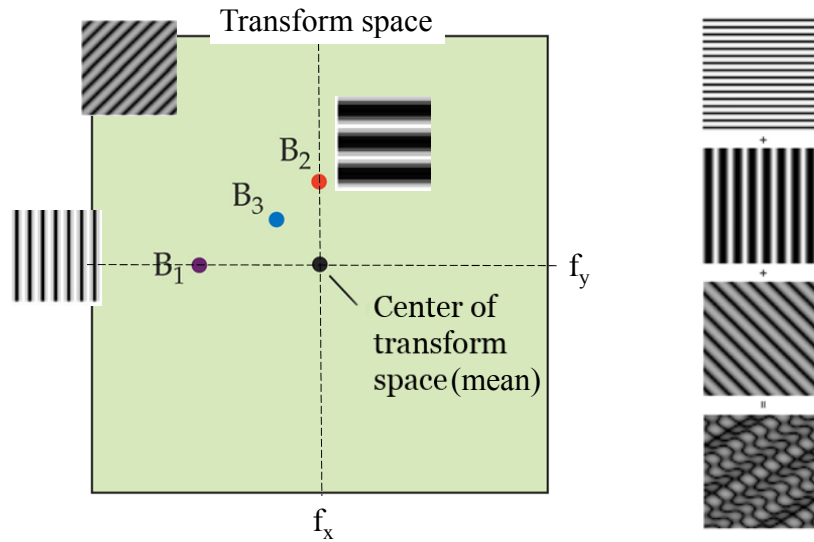 Transform space
B2
B3
B1
fy
Center of
transform
space (mean)
fx
+
+
=